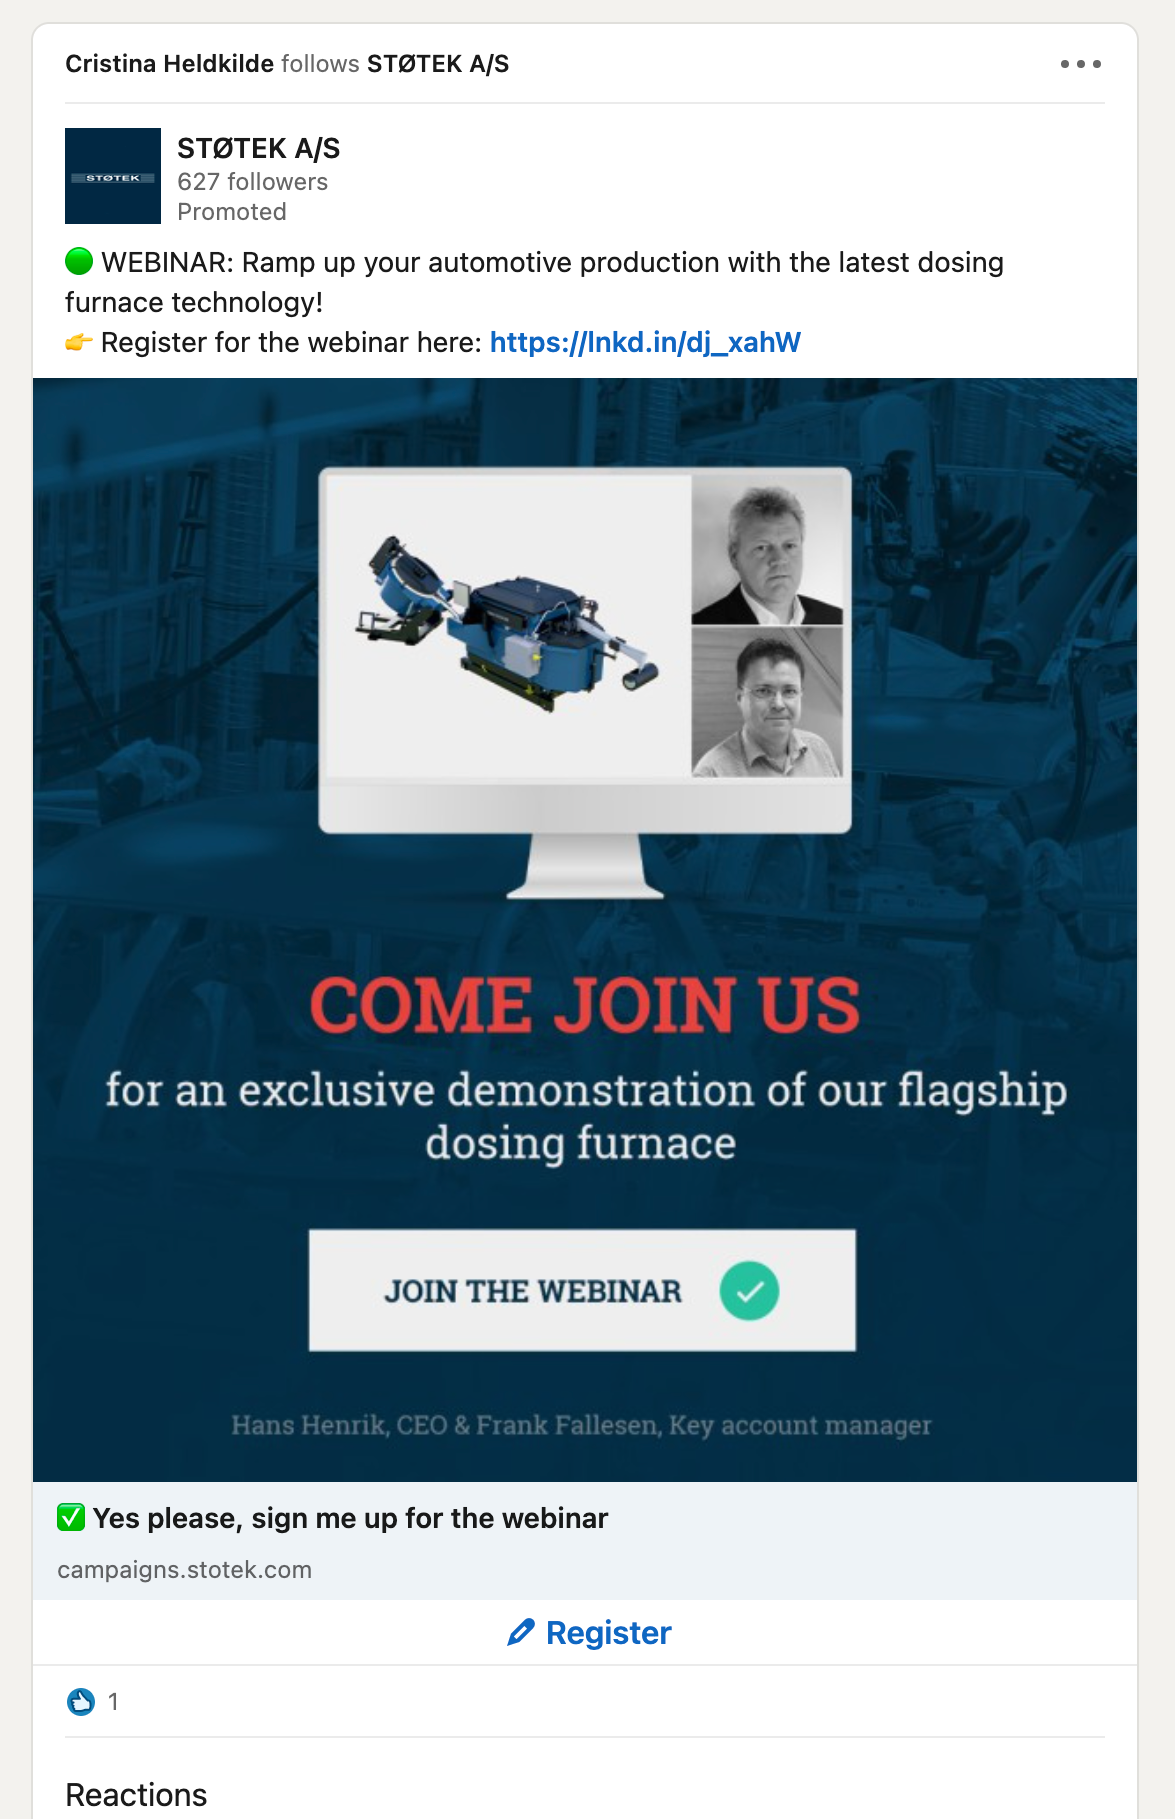 Cristina Heldkilde follows STØTEK A/S
STØTEK
STØTEK A/S
627 followers
Promoted
🟢 WEBINAR: Ramp up your automotive production with the latest dosing
furnace technology!
👉 Register for the webinar here: https://lnkd.in/dj_xahW
COME JOIN US
for an exclusive demonstration of our flagship
dosing furnace
JOIN THE WEBINAR
Hans Henrik, CEO & Frank Fallesen, Key account manager
✅ Yes please, sign me up for the webinar
campaigns.stotek.com
Register
1
Reactions